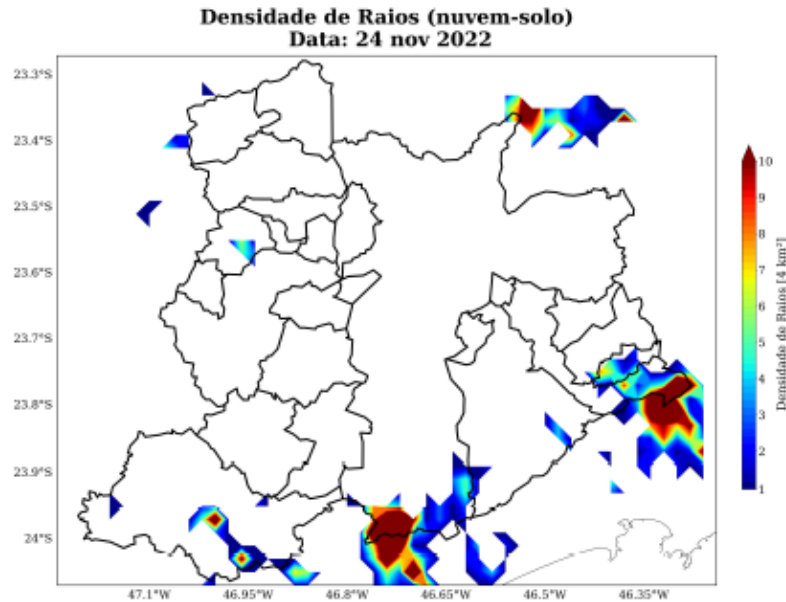 Densidade de Raios (nuvem-solo)
Data: 24 nov 2022
23.3°S
23.4°S
23.5°S
23.6°S
23.7°S
23.8°S
23.9°S
24°S
47.1°W
46.95°W
46.8°W
46.65°W
46.5°W
46.35°W
10
9
8
7
6
5
4
3
2
1
Densidade de Raios [4 km²]